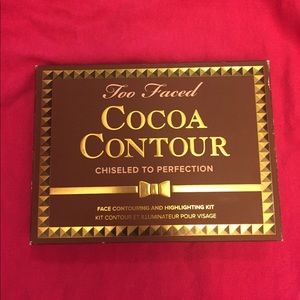 Too Faced
COCOA
CONTOUR
CHISELED TO PERFECTION
FACE CONTOURING AND HIGHLIGHTING KIT
KIT CONTOUR ET ILLUMINATEUR POUR VISAGE